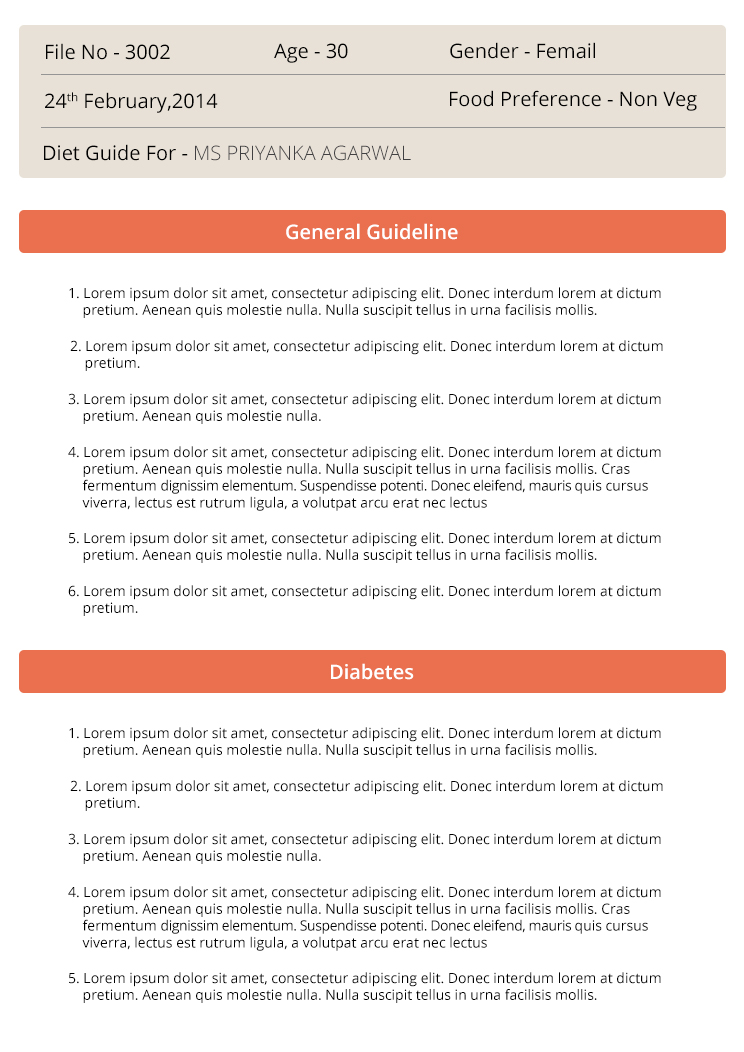 File No - 3002 Age - 30 Gender - Femail
24th February,2014 Food Preference - Non Veg
Diet Guide For - MS PRIYANKA AGARWAL
General Guideline
1. Lorem ipsum dolor sit amet, consectetur adipiscing elit. Donec interdum lorem at dictum
pretium. Aenean quis molestie nulla. Nulla suscipit tellus in urna facilisis mollis.
2. Lorem ipsum dolor sit amet, consectetur adipiscing elit. Donec interdum lorem at dictum
pretium.
3. Lorem ipsum dolor sit amet, consectetur adipiscing elit. Donec interdum lorem at dictum
pretium. Aenean quis molestie nulla.
4. Lorem ipsum dolor sit amet, consectetur adipiscing elit. Donec interdum lorem at dictum
pretium. Aenean quis molestie nulla. Nulla suscipit tellus in urna facilisis mollis. Cras
fermentum dignissim elementum. Suspendisse potenti. Donec eleifend, mauris quis cursus
viverra, lectus est rutrum ligula, a volutpat arcu erat nec lectus
5. Lorem ipsum dolor sit amet, consectetur adipiscing elit. Donec interdum lorem at dictum
pretium. Aenean quis molestie nulla. Nulla suscipit tellus in urna facilisis mollis.
6. Lorem ipsum dolor sit amet, consectetur adipiscing elit. Donec interdum lorem at dictum
pretium.
Diabetes
1. Lorem ipsum dolor sit amet, consectetur adipiscing elit. Donec interdum lorem at dictum
pretium. Aenean quis molestie nulla. Nulla suscipit tellus in urna facilisis mollis.
2. Lorem ipsum dolor sit amet, consectetur adipiscing elit. Donec interdum lorem at dictum
pretium.
3. Lorem ipsum dolor sit amet, consectetur adipiscing elit. Donec interdum lorem at dictum
pretium. Aenean quis molestie nulla.
4. Lorem ipsum dolor sit amet, consectetur adipiscing elit. Donec interdum lorem at dictum
pretium. Aenean quis molestie nulla. Nulla suscipit tellus in urna facilisis mollis. Cras
fermentum dignissim elementum. Suspendisse potenti. Donec eleifend, mauris quis cursus
viverra, lectus est rutrum ligula, a volutpat arcu erat nec lectus
5. Lorem ipsum dolor sit amet, consectetur adipiscing elit. Donec interdum lorem at dictum
pretium. Aenean quis molestie nulla. Nulla suscipit tellus in urna facilisis mollis.